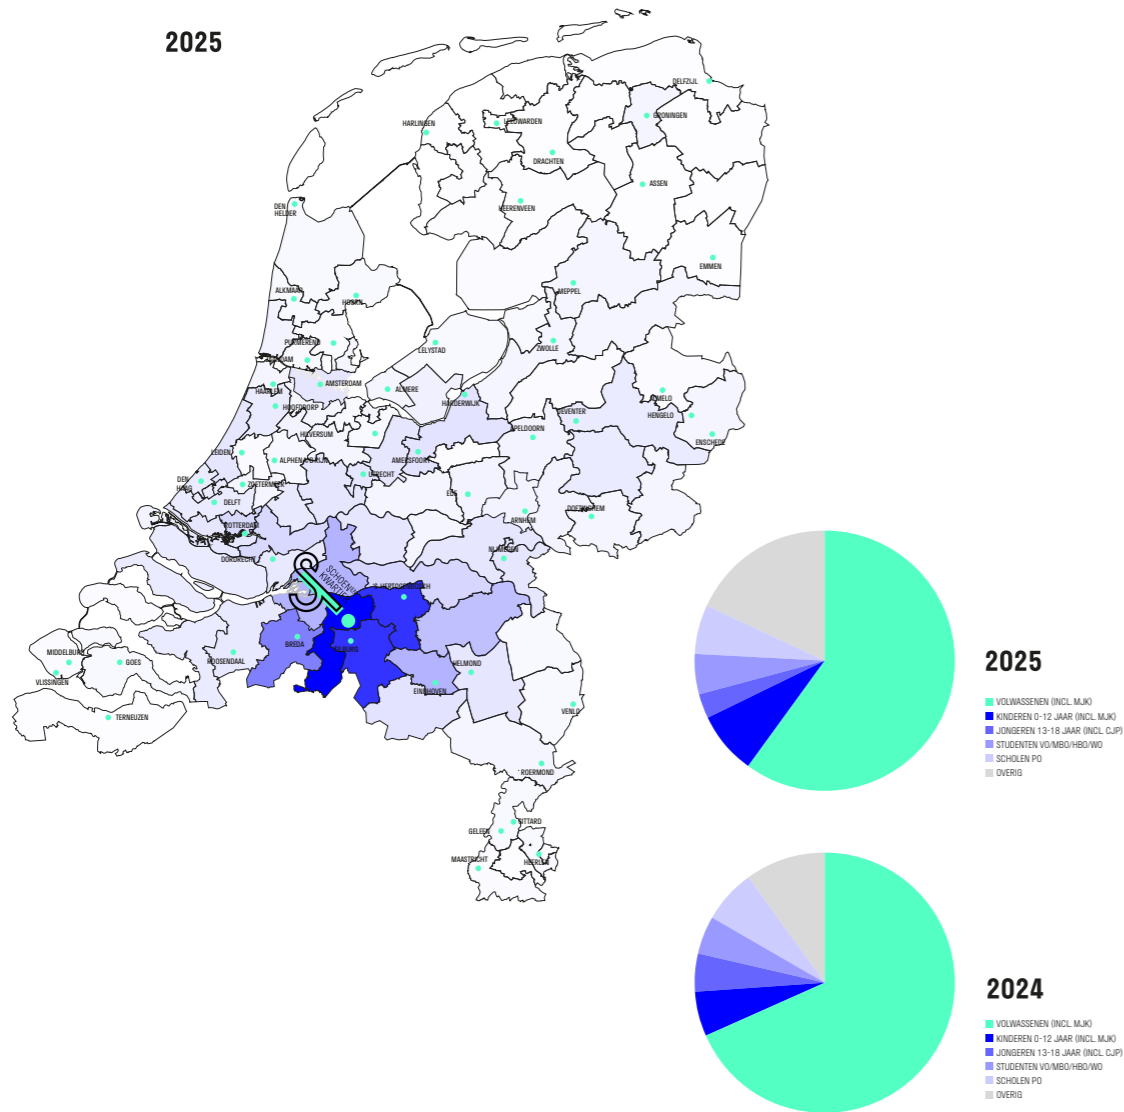 2025
DELFZIJL
GRONINGEN
LEEUWARDEN
HARLINGEN
DRACHTEN
ASSEN
HEERENVEEN
DEN
HELDER
EMMEN
ALKMAAR
HOORN
MEPPEL
PURMEREND
ZWOLLE
LELYSTAD
HAARLEM
AMSTERDAM
ALMERE
HARDERWIJK
ALMELO
HOOFDDORP
DEVENTER
HENGELO
APELDOORN
HILVERSUM
ENSCHEDE
LEIDEN
ALPHEN A/D RIJN
AMERSFOORT
UTRECHT
DEN
HAAG
ZOETERMEER
EDE
DELFT
DOETINCHEM
ARNHEM
ROTTERDAM
NIJMEGEN
DORDRECHT
SCHOENEN
KWARTIER
'S HERTOGENBOSCH
BREDA
TILBURG
MIDDELBURG
GOES
ROOSENDAAL
HELMOND
VLISSINGEN
EINDHOVEN
VENLO
TERNEUZEN
ROERMOND
SITTARD
GELEEN
MAASTRICHT
HEERLEN
2025
VOLWASSENEN (INCL. MJK)
KINDEREN 0-12 JAAR (INCL. MJK)
JONGEREN 13-18 JAAR (INCL. CJP)
STUDENTEN VO/MBO/HBO/WO
SCHOLEN PO
OVERIG
2024
VOLWASSENEN (INCL. MJK)
KINDEREN 0-12 JAAR (INCL. MJK)
JONGEREN 13-18 JAAR (INCL. CJP)
STUDENTEN VO/MBO/HBO/WO
SCHOLEN PO
OVERIG